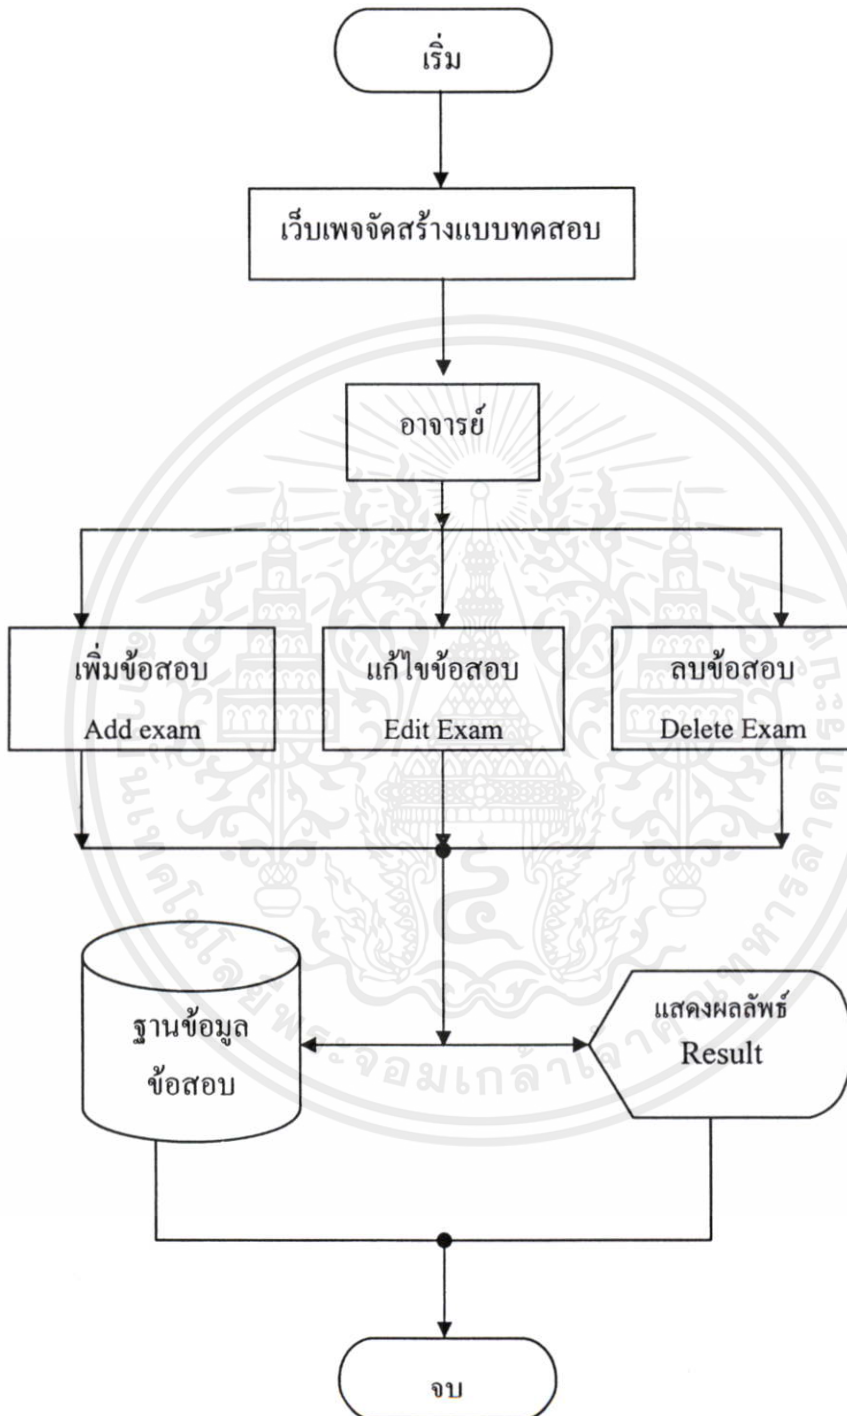 เริ่ม
เว็บเพจจัดสร้างแบบทดสอบ
อาจารย์
เพิ่มข้อสอบ
Add exam
แก้ไขข้อสอบ
Edit Exam
ลบข้อสอบ
Delete Exam
ฐานข้อมูล
ข้อสอบ
แสดงผลลัพธ์
Result
จบ